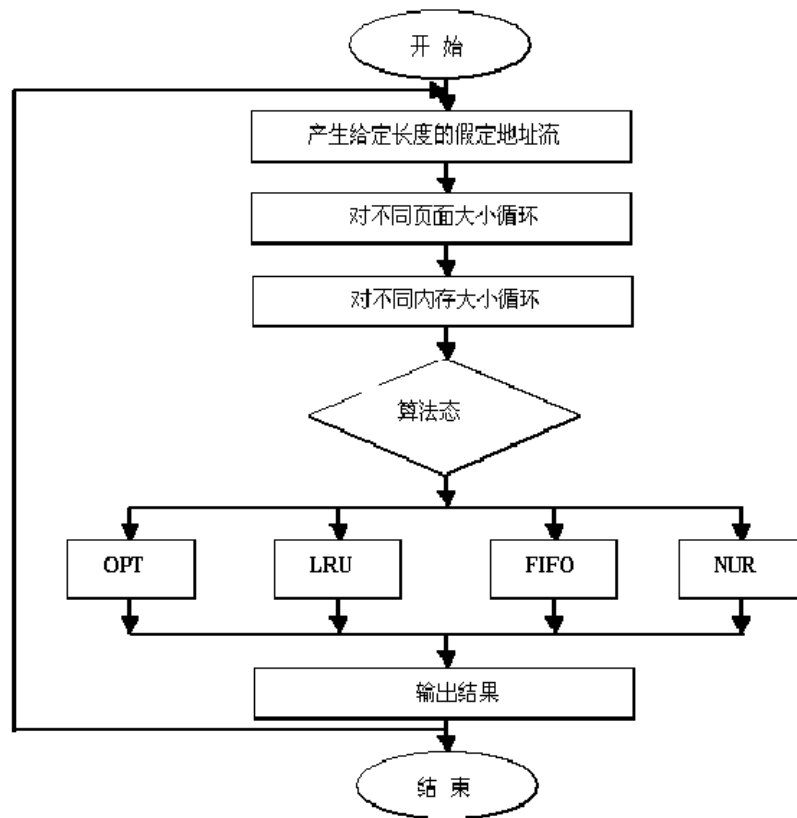 开 始
产生给定长度的假定地址流
对不同页面大小循环
对不同内存大小循环
算法态
OPT
LRU
FIFO
NUR
输出结果
结 束